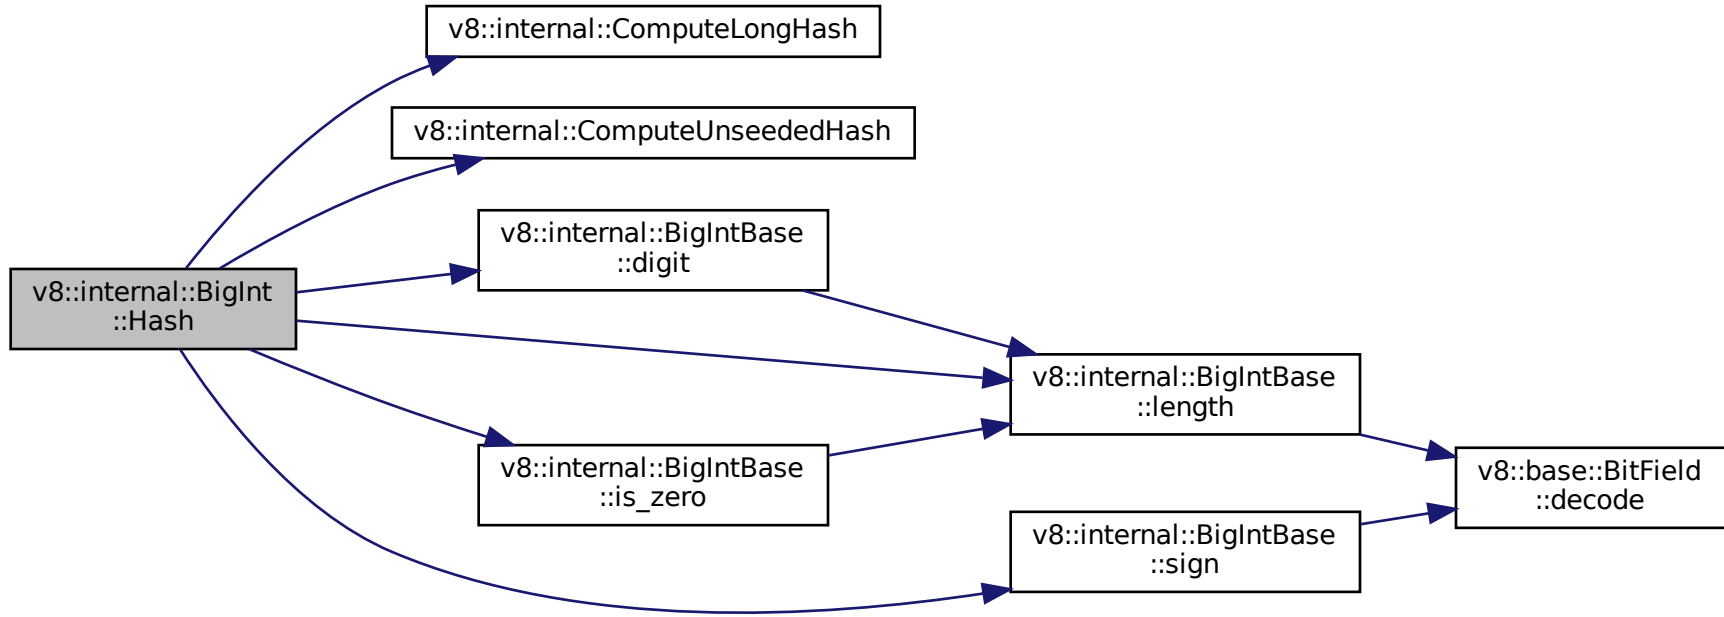 v8::internal::ComputeLongHash
v8::internal::ComputeUnseededHash
v8::internal::BigIntBase
::digit
v8::internal::BigInt
::Hash
v8::internal::BigIntBase
::length
v8::internal::BigIntBase
::is_zero
v8::base::BitField
::decode
v8::internal::BigIntBase
::sign